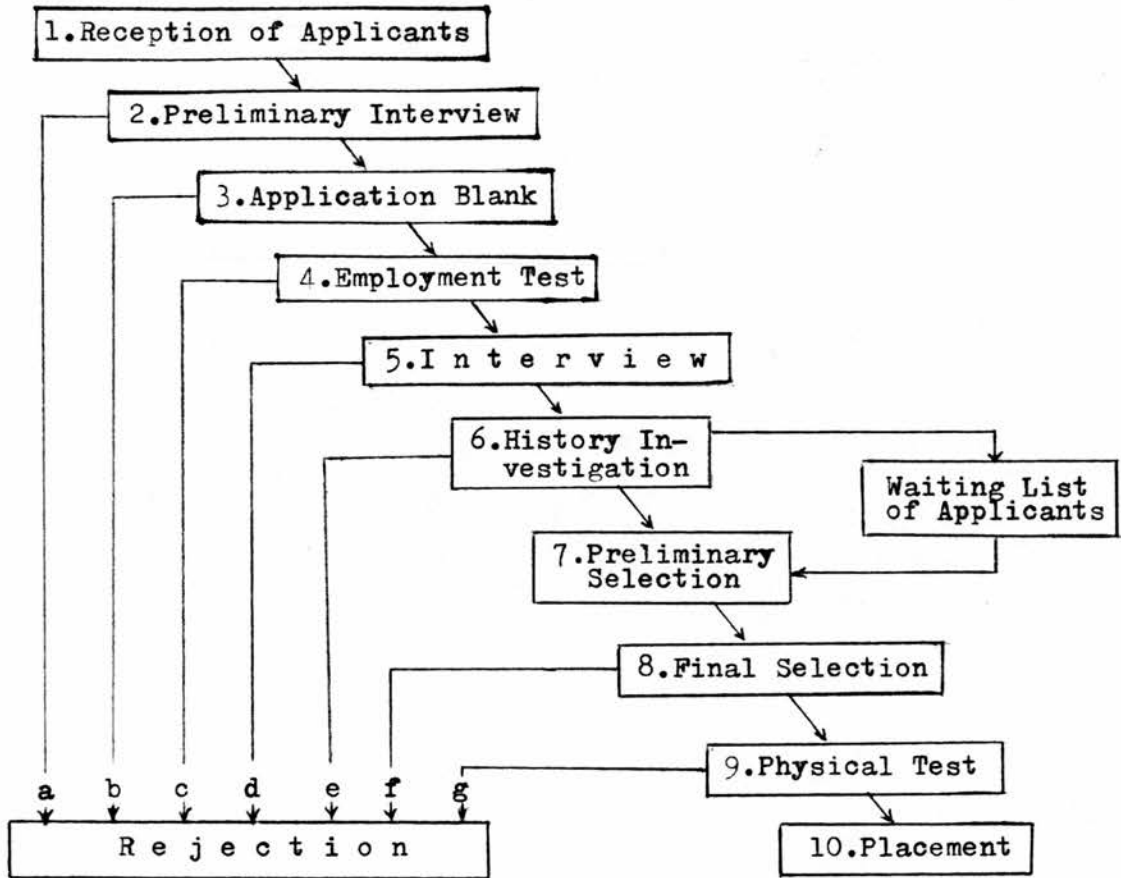 1.Reception of Applicants
2.Preliminary Interview
3.Application Blank
4.Employment Test
5.I n t e r v i e w
6.History In-
vestigation
Waiting List
of Applicants
7.Preliminary
Selection
8.Final Selection
9.Physical Test
a b c d e f g
R e j e c t i o n
10.Placement